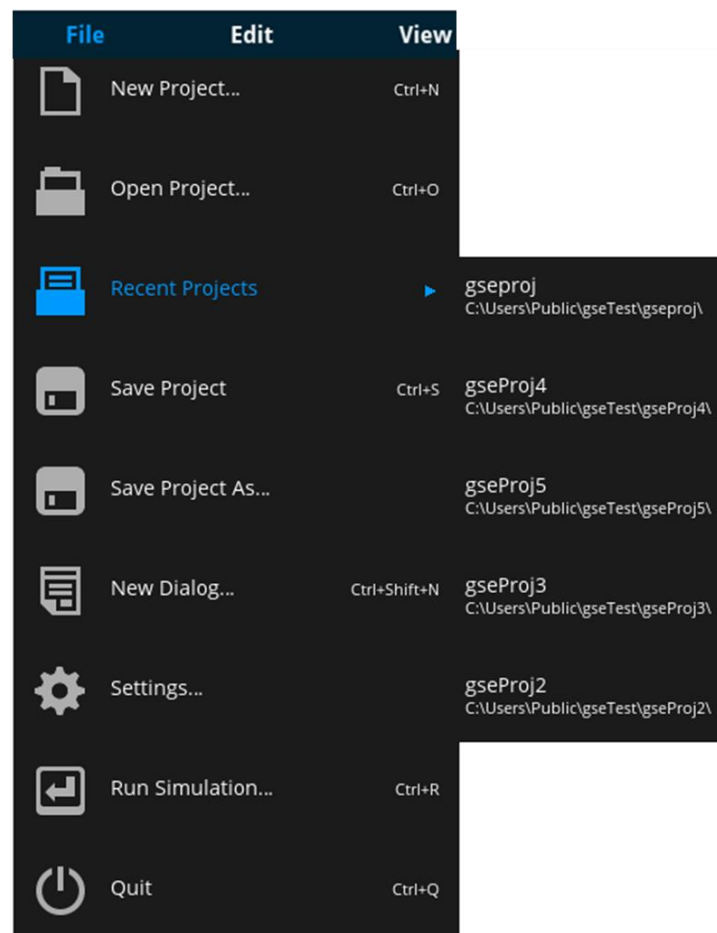 File Edit View
New Project... Ctrl+N
Open Project... Ctrl+O
Recent Projects
gseproj
C:\Users\Public\gseTest\gseproj\
Save Project Ctrl+S
gseProj4
C:\Users\Public\gseTest\gseProj4\
Save Project As...
gseProj5
C:\Users\Public\gseTest\gseProj5\
New Dialog... Ctrl+Shift+N
gseProj3
C:\Users\Public\gseTest\gseProj3\
Settings...
gseProj2
C:\Users\Public\gseTest\gseProj2\
Run Simulation... Ctrl+R
Quit Ctrl+Q